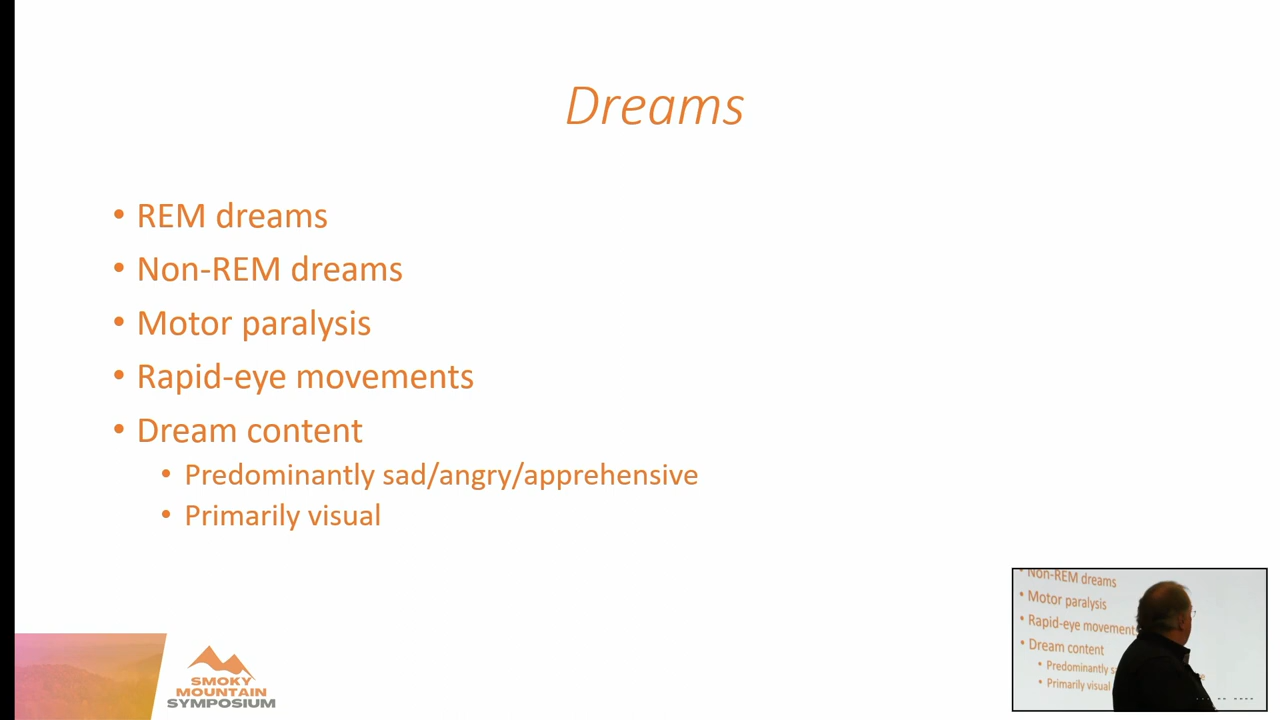 Dreams
• REM dreams
• Non-REM dreams
• Motor paralysis
• Rapid-eye movements
• Dream content
• Predominantly sad/angry/apprehensive
• Primarily visual
SMOKY
MOUNTAIN
SYMPOSIUM
• Non-REM dreams
• Motor paralysis
• Rapid-eye movements
• Dream content
• Predominantly
• Primarily visual